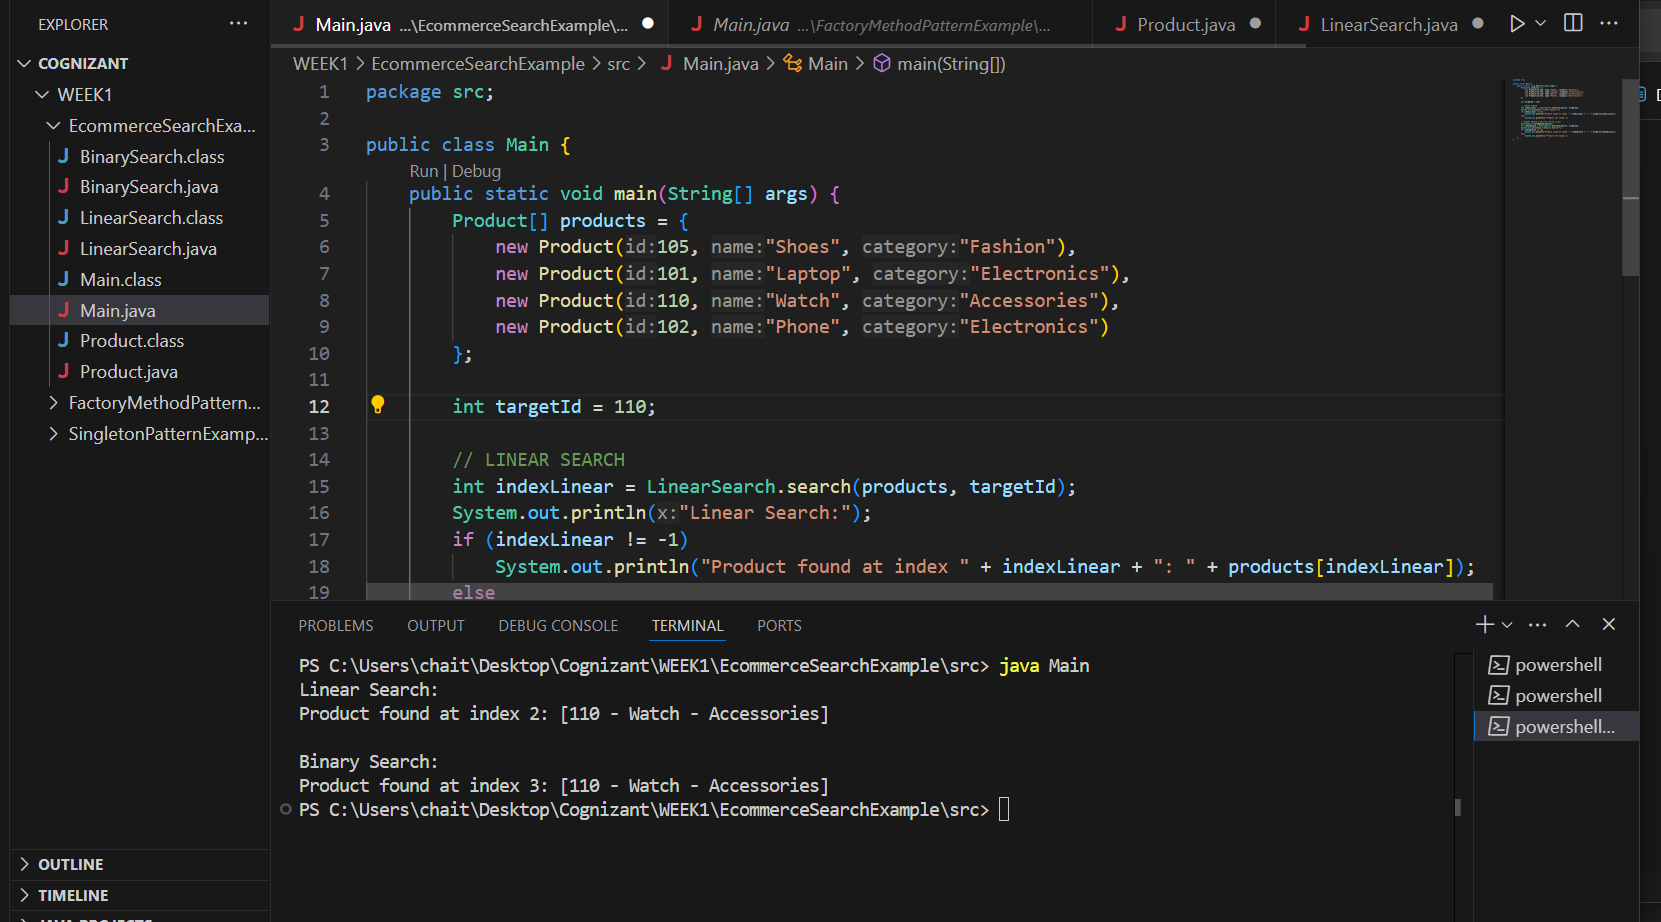 EXPLORER
COGNIZANT
WEEK1
EcommerceSearchExa...
BinarySearch.class
BinarySearch.java
LinearSearch.class
LinearSearch.java
Main.class
Main.java
Product.class
Product.java
FactoryMethodPattern...
SingletonPatternExamp...
OUTLINE
TIMELINE
Main.java ...\EcommerceSearchExample\...
Main.java ...\FactoryMethodPatternExample\...
Product.java
LinearSearch.java
WEEK1 > EcommerceSearchExample > src > Main.java > Main > main(String[])
1 package src;
2
3 public class Main {
Run | Debug
4 public static void main(String[] args) {
5 Product[] products = {
6 new Product(id:105, name:"Shoes", category:"Fashion"),
7 new Product(id:101, name:"Laptop", category:"Electronics"),
8 new Product(id:110, name:"Watch", category:"Accessories"),
9 new Product(id:102, name:"Phone", category:"Electronics")
10 };
11
12 int targetId = 110;
13
14 // LINEAR SEARCH
15 int indexLinear = LinearSearch.search(products, targetId);
16 System.out.println(x:"Linear Search:");
17 if (indexLinear != -1)
18 System.out.println("Product found at index " + indexLinear + ": " + products[indexLinear]);
19 else
PROBLEMS OUTPUT DEBUG CONSOLE TERMINAL PORTS
PS C:\Users\chait\Desktop\Cognizant\WEEK1\EcommerceSearchExample\src> java Main
Linear Search:
Product found at index 2: [110 - Watch - Accessories]
Binary Search:
Product found at index 3: [110 - Watch - Accessories]
PS C:\Users\chait\Desktop\Cognizant\WEEK1\EcommerceSearchExample\src>
powershell
powershell
powershell...